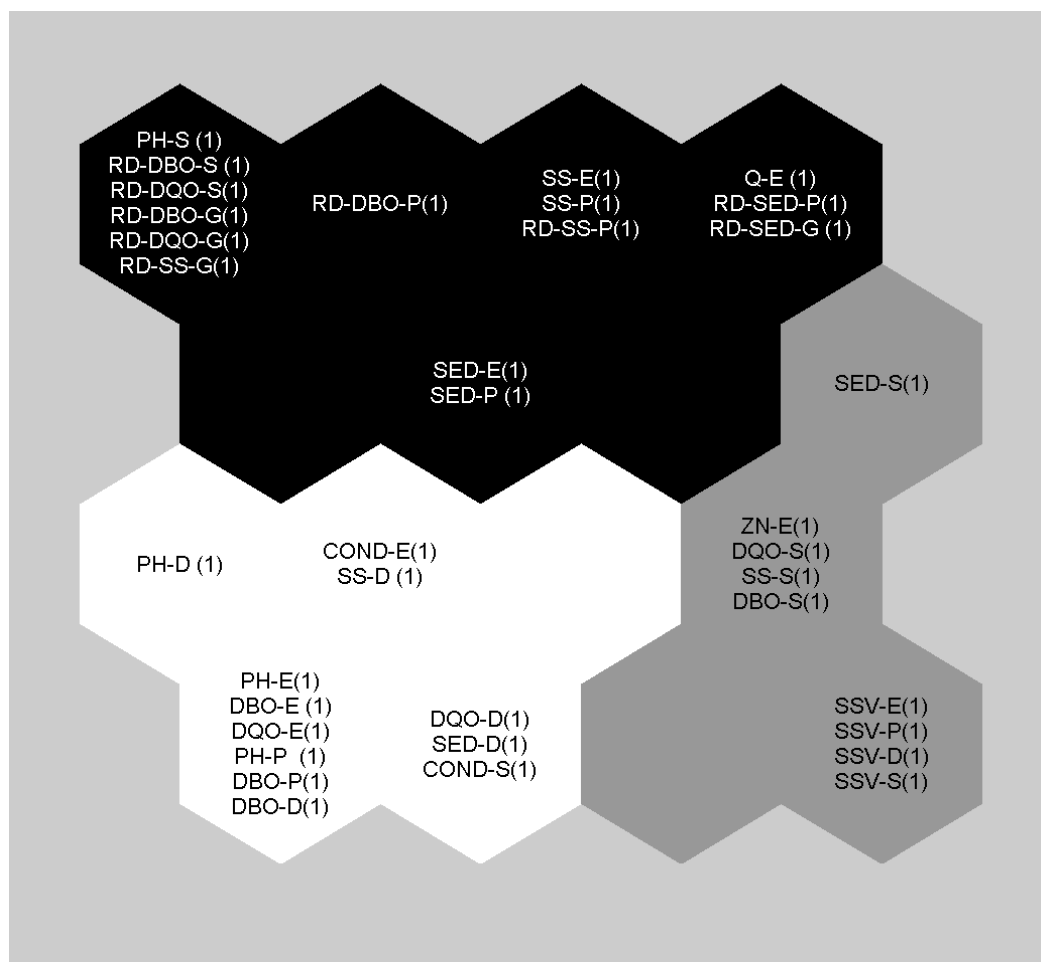 PH-S (1)
RD-DBO-S (1)
RD-DQO-S(1)
RD-DBO-G(1)
RD-DQO-G(1)
RD-SS-G(1)
RD-DBO-P(1)
SS-E(1)
SS-P(1)
RD-SS-P(1)
Q-E (1)
RD-SED-P(1)
RD-SED-G (1)
SED-E(1)
SED-P (1)
SED-S(1)
PH-D (1)
COND-E(1)
SS-D (1)
ZN-E(1)
DQO-S(1)
SS-S(1)
DBO-S(1)
PH-E(1)
DBO-E (1)
DQO-E(1)
PH-P  (1)
DBO-P(1)
DBO-D(1)
DQO-D(1)
SED-D(1)
COND-S(1)
SSV-E(1)
SSV-P(1)
SSV-D(1)
SSV-S(1)